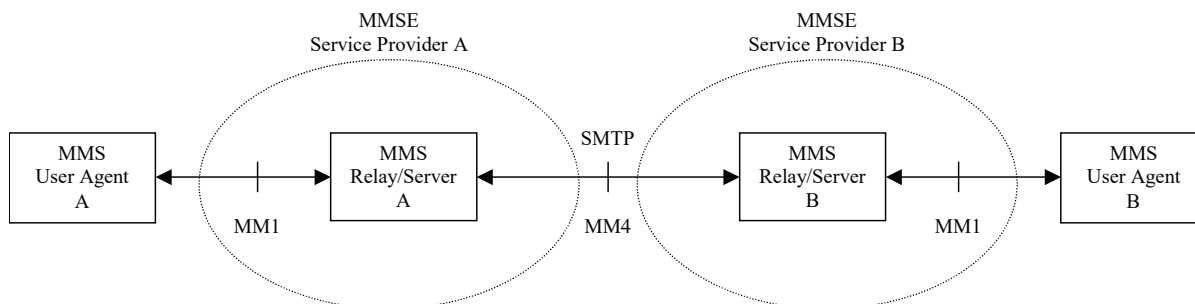 MMSE
Service Provider A
MMSE
Service Provider B
SMTP
MMS
User Agent
A
MMS
Relay/Server
A
MMS
Relay/Server
B
MMS
User Agent
B
MM1
MM4
MM1